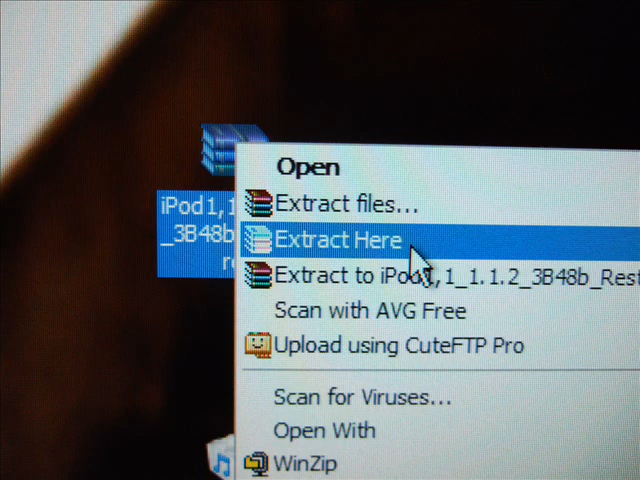 iPod1,1
_3B48b
Open
Extract files...
Extract Here
Extract to iPod1,1_1.1.2_3B48b_Rest
Scan with AVG Free
Upload using CuteFTP Pro
Scan for Viruses...
Open With
WinZip